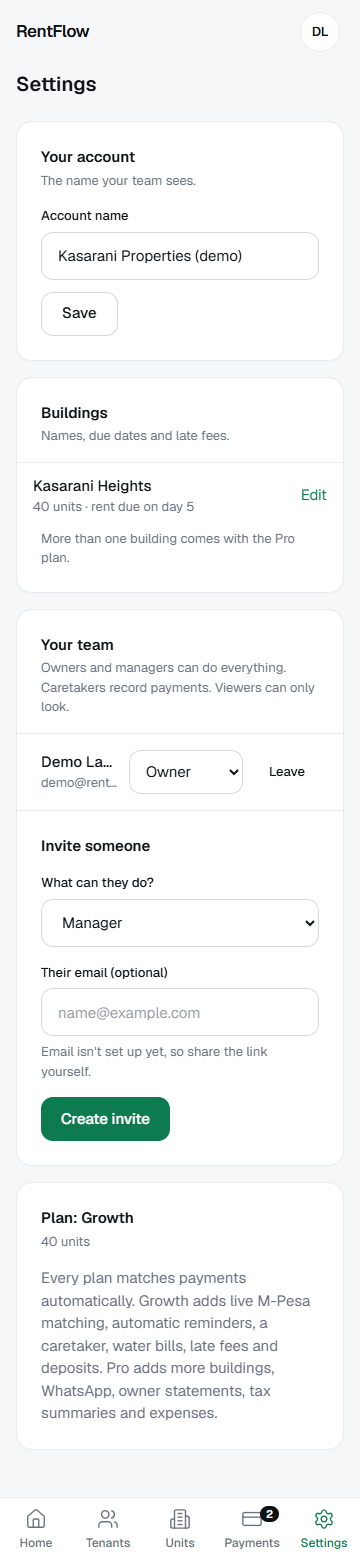 RentFlow
DL
Settings
Your account
The name your team sees.
Account name
Kasarani Properties (demo)
Save
Buildings
Names, due dates and late fees.
Kasarani Heights
40 units · rent due on day 5
Edit
More than one building comes with the Pro
plan.
Your team
Owners and managers can do everything.
Caretakers record payments. Viewers can only
look.
Demo La...
demo@rent...
Owner
Leave
Invite someone
What can they do?
Manager
Their email (optional)
name@example.com
Email isn't set up yet, so share the link
yourself.
Create invite
Plan: Growth
40 units
Every plan matches payments
automatically. Growth adds live M-Pesa
matching, automatic reminders, a
caretaker, water bills, late fees and
deposits. Pro adds more buildings,
WhatsApp, owner statements, tax
summaries and expenses.
2
Home
Tenants
Units
Payments
Settings